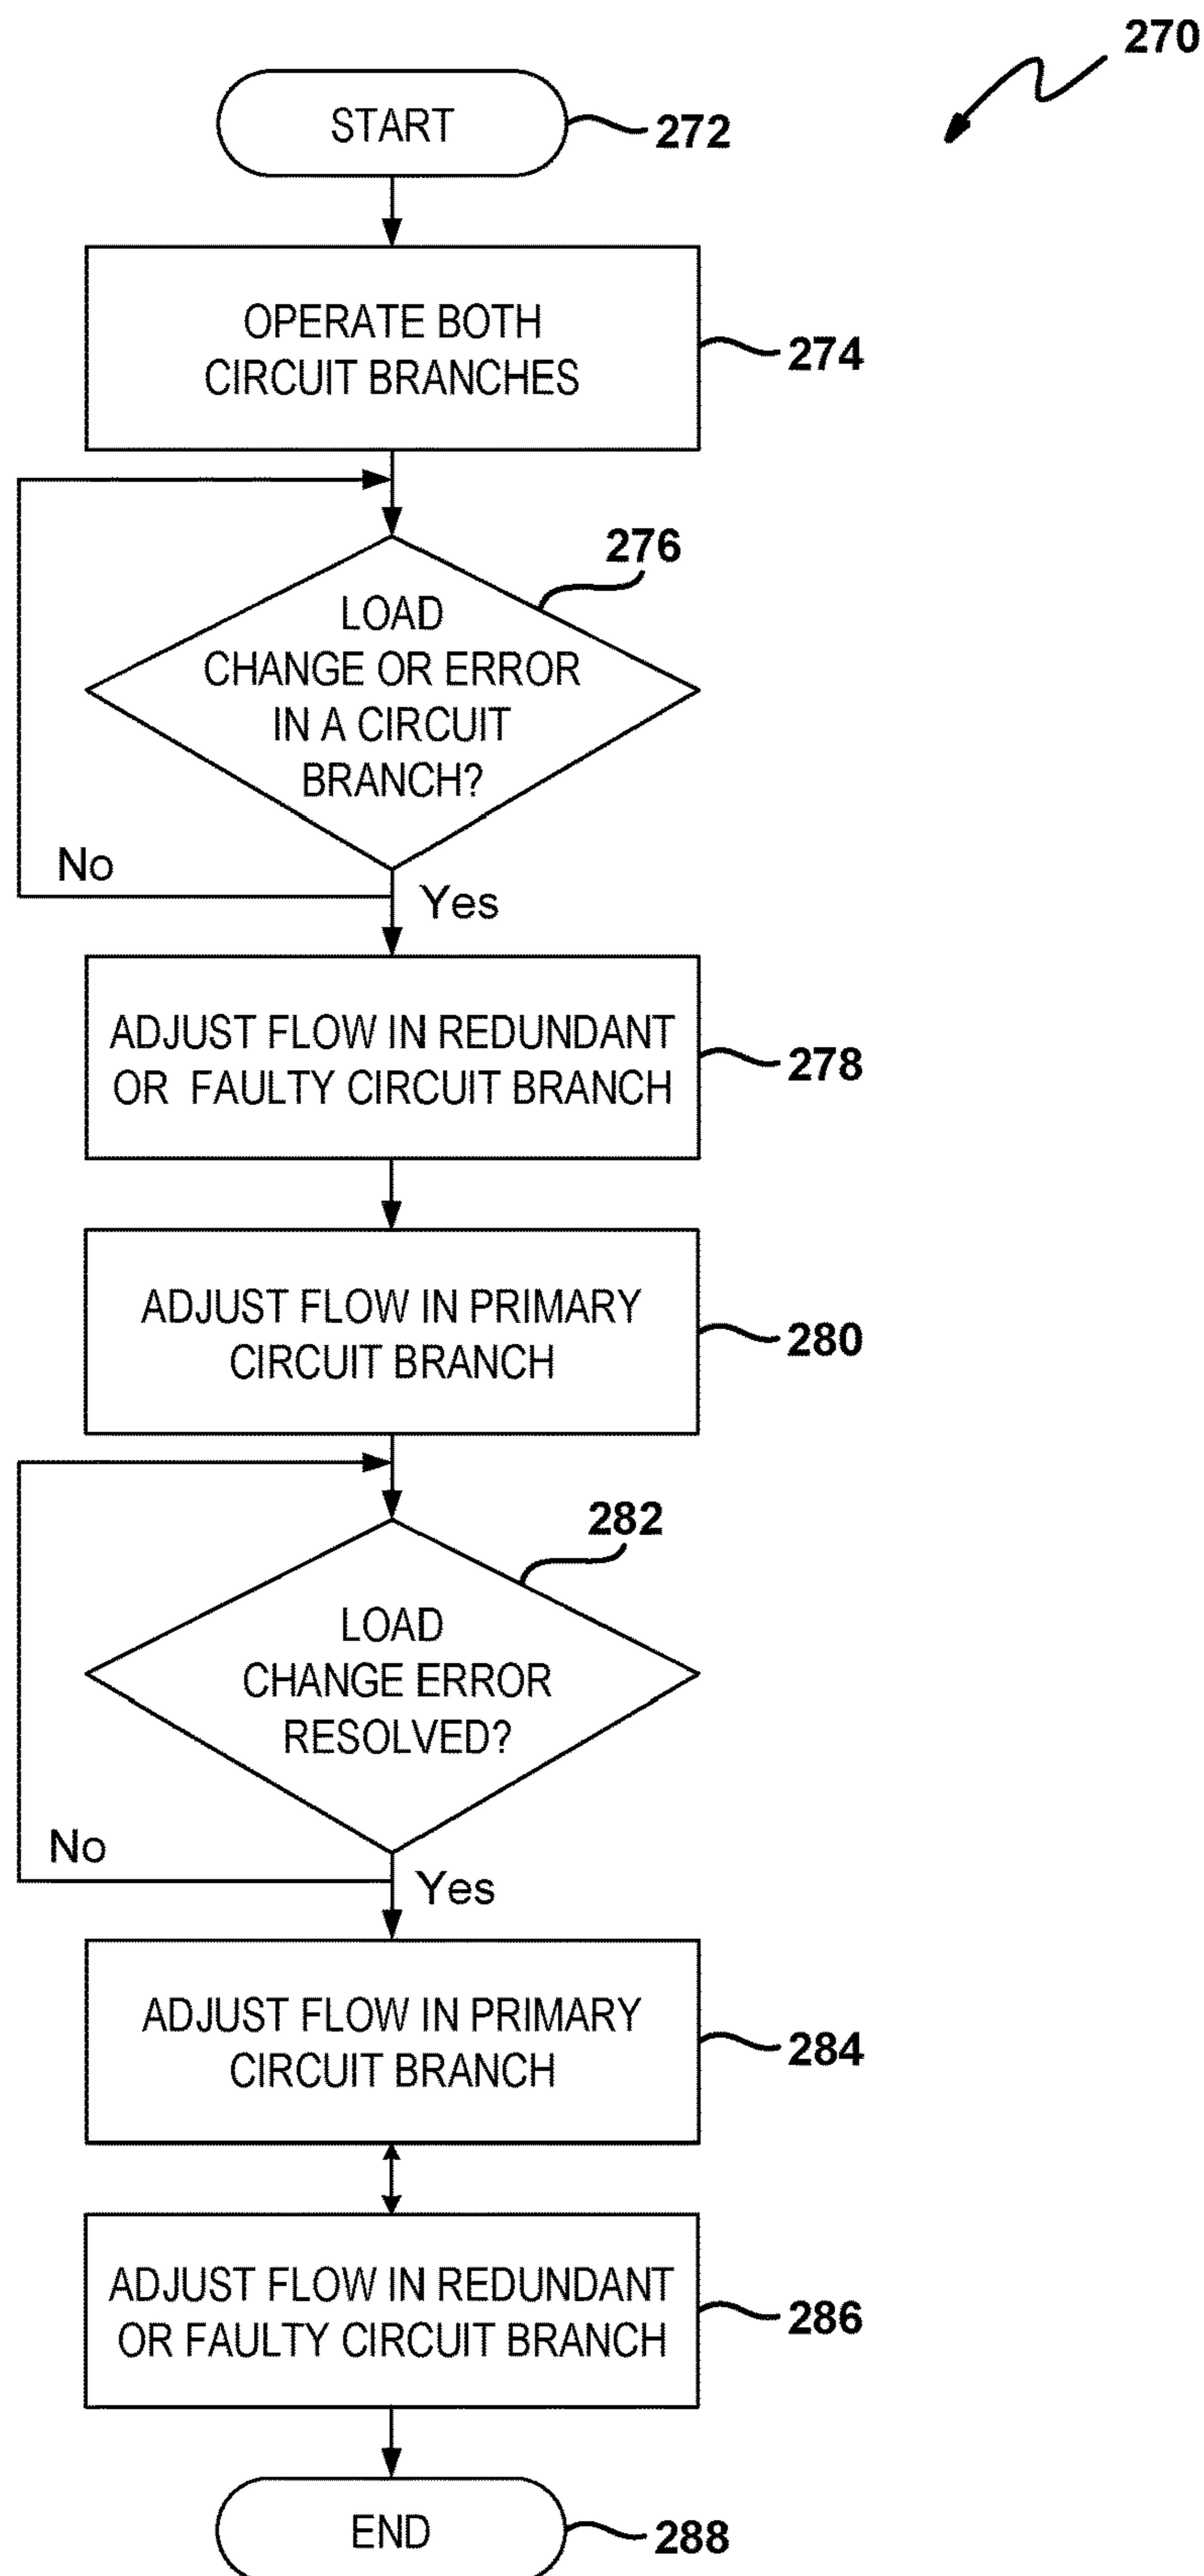 270
START
272
OPERATE BOTH
CIRCUIT BRANCHES
274
276
LOAD
CHANGE OR ERROR
IN A CIRCUIT
BRANCH?
No
Yes
ADJUST FLOW IN REDUNDANT
OR FAULTY CIRCUIT BRANCH
278
ADJUST FLOW IN PRIMARY
CIRCUIT BRANCH
280
282
LOAD
CHANGE ERROR
RESOLVED?
No
Yes
ADJUST FLOW IN PRIMARY
CIRCUIT BRANCH
284
ADJUST FLOW IN REDUNDANT
OR FAULTY CIRCUIT BRANCH
286
END
288